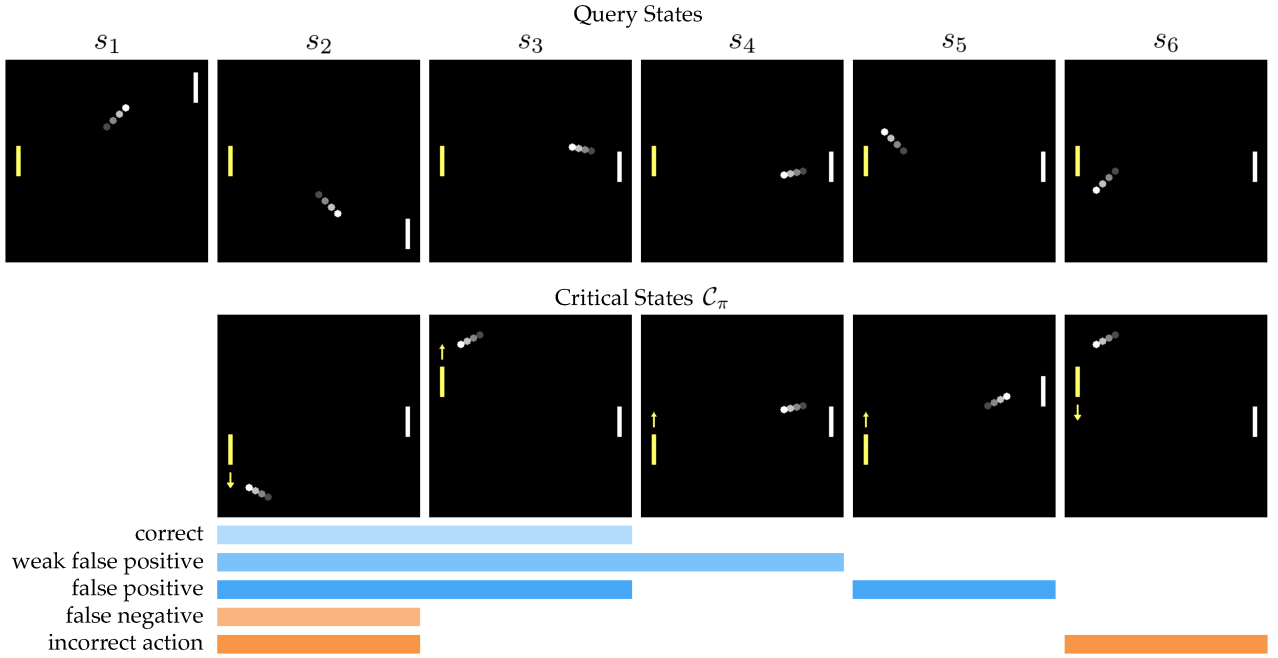 Query States
s1 s2 s3 s4 s5 s6
Critical States Cπ
correct
weak false positive
false positive
false negative
incorrect action